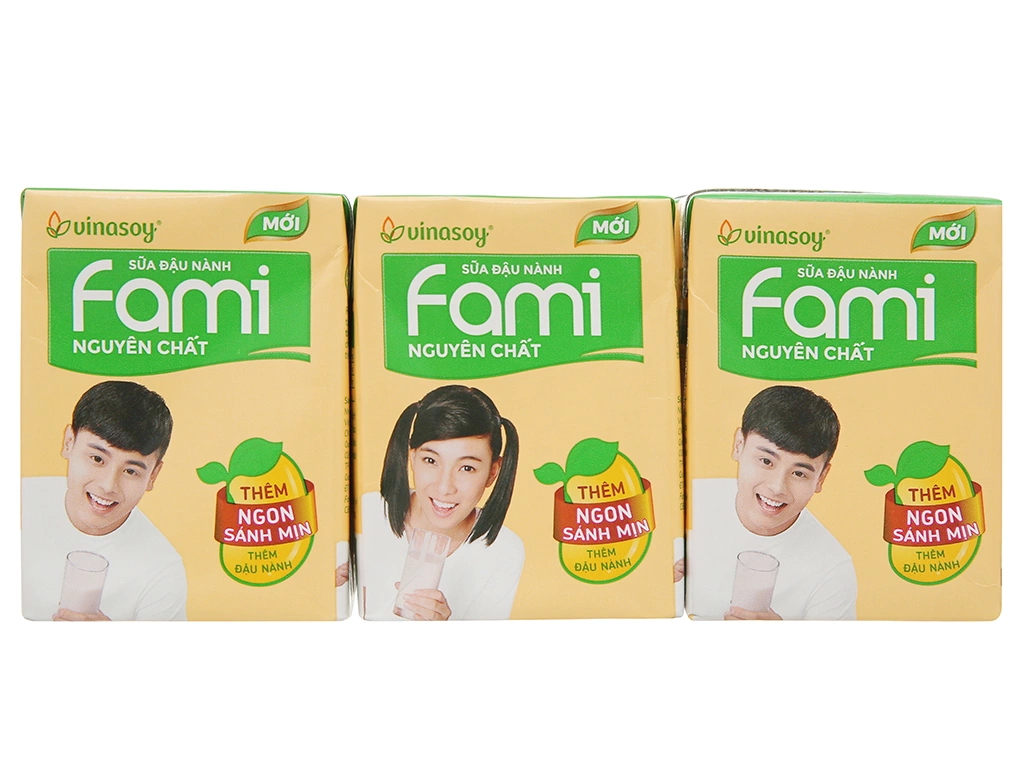 vinasoy
MỚI
SỮA ĐẬU NÀNH
Fami
NGUYÊN CHẤT
THÊM
NGON
SÁNH MỊN
THÊM
ĐẬU NÀNH
vinasoy
MỚI
SỮA ĐẬU NÀNH
Fami
NGUYÊN CHẤT
THÊM
NGON
SÁNH MỊN
THÊM
ĐẬU NÀNH
vinasoy
MỚI
SỮA ĐẬU NÀNH
Fami
NGUYÊN CHẤT
THÊM
NGON
SÁNH MỊN
THÊM
ĐẬU NÀNH